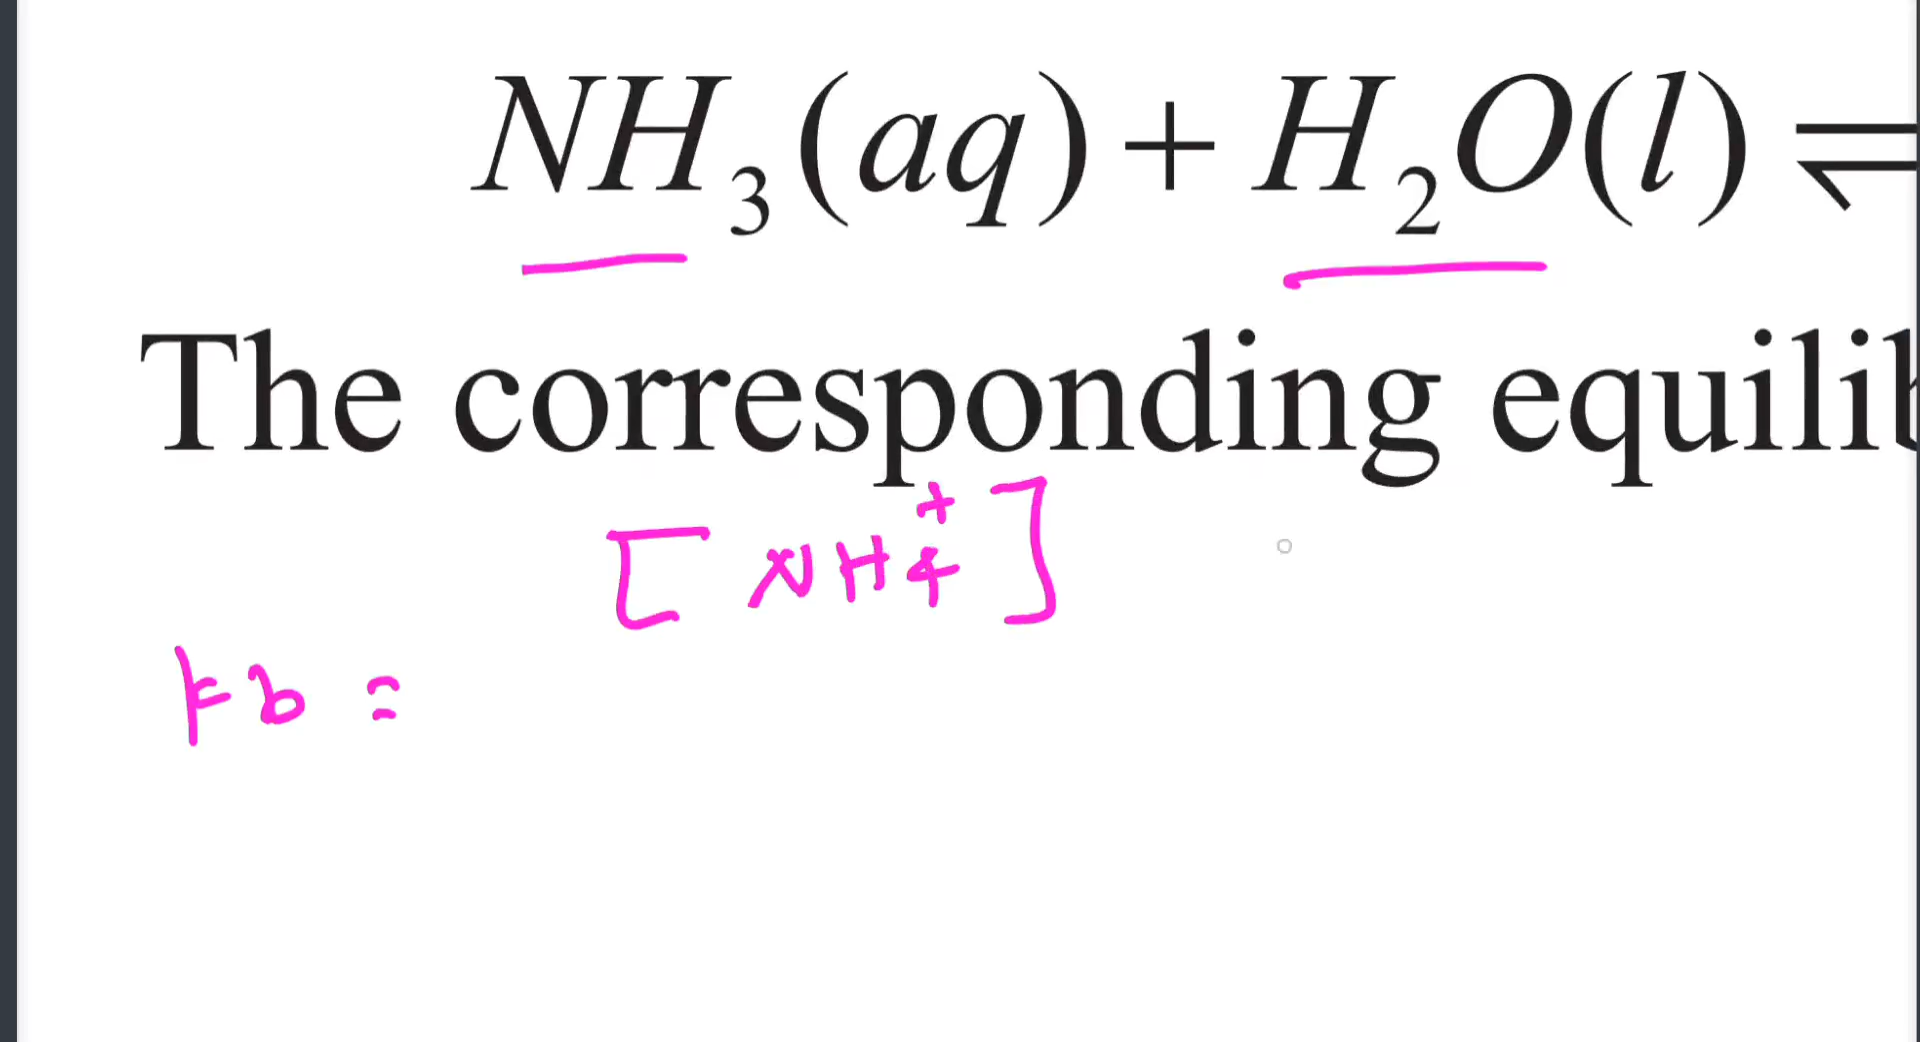 NH₃(aq) + H₂O(l) ⇌
The corresponding equilib
[NH₄⁺]
Kb =